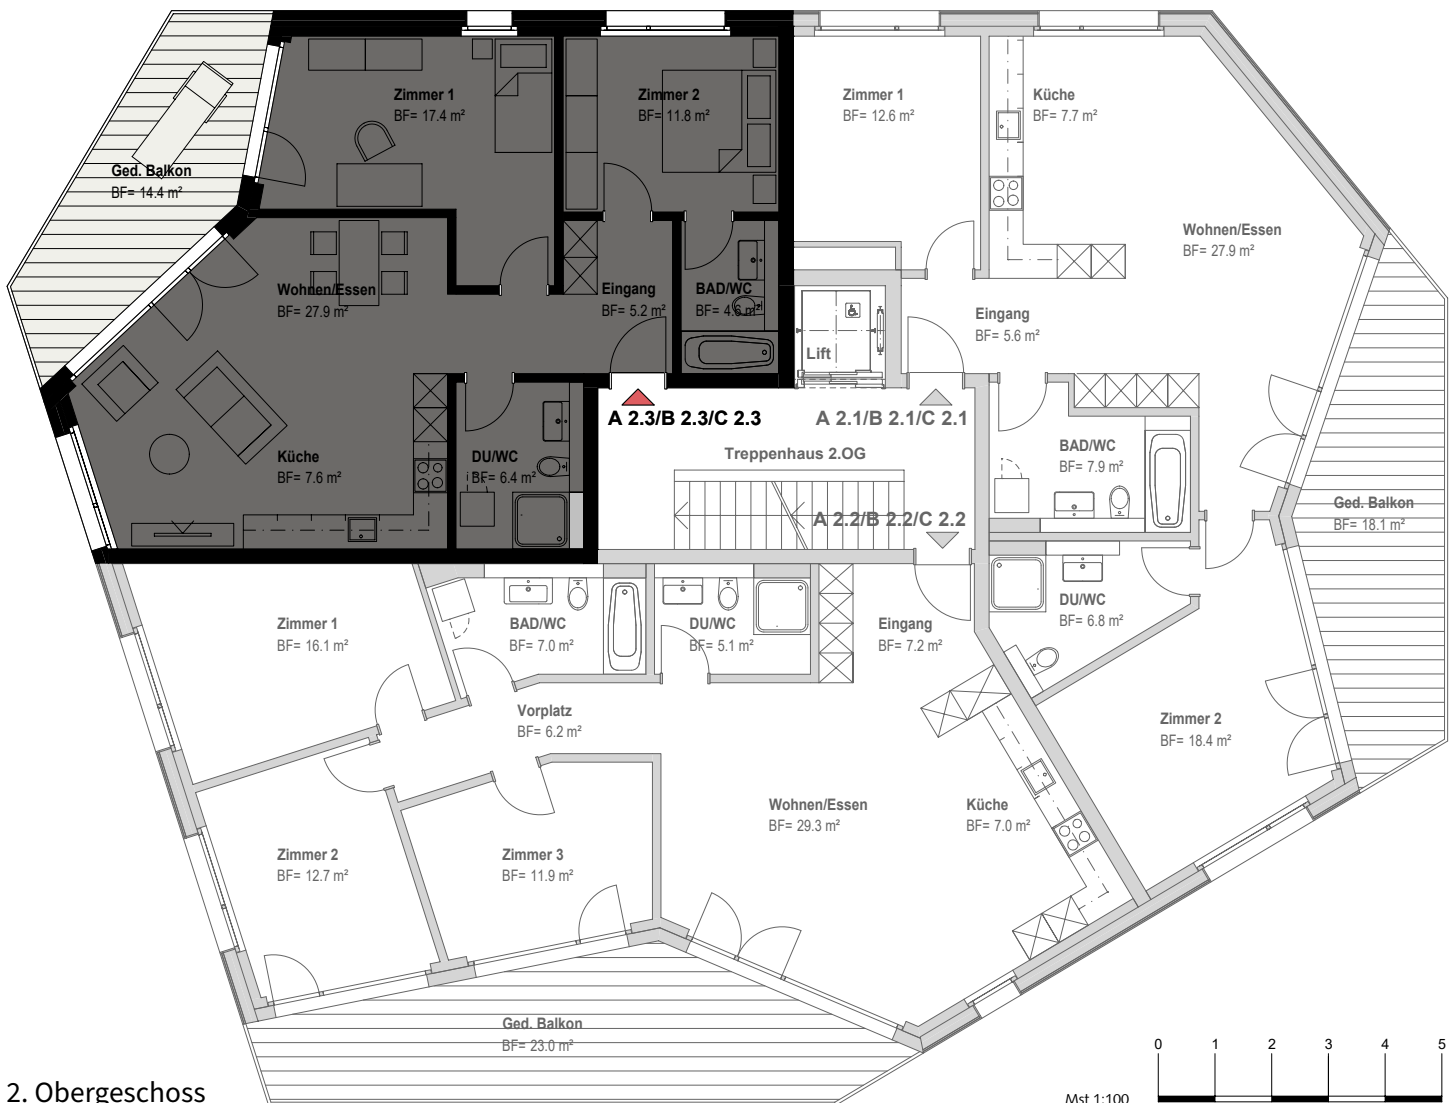 Zimmer 1
BF= 17.4 m²
Zimmer 2
BF= 11.8 m²
Zimmer 1
BF= 12.6 m²
Küche
BF= 7.7 m²
Ged. Balkon
BF= 14.4 m²
Wohnen/Essen
BF= 27.9 m²
Wohnen/Essen
BF= 27.9 m²
Eingang
BF= 5.2 m²
BAD/WC
BF= 4.6 m²
Eingang
BF= 5.6 m²
Lift
A 2.3/B 2.3/C 2.3
A 2.1/B 2.1/C 2.1
Treppenhaus 2.OG
Küche
BF= 7.6 m²
DU/WC
BF= 6.4 m²
BAD/WC
BF= 7.9 m²
Ged. Balkon
BF= 18.1 m²
A 2.2/B 2.2/C 2.2
DU/WC
BF= 6.8 m²
Zimmer 1
BF= 16.1 m²
BAD/WC
BF= 7.0 m²
DU/WC
BF= 5.1 m²
Eingang
BF= 7.2 m²
Vorplatz
BF= 6.2 m²
Zimmer 2
BF= 18.4 m²
Wohnen/Essen
BF= 29.3 m²
Küche
BF= 7.0 m²
Zimmer 2
BF= 12.7 m²
Zimmer 3
BF= 11.9 m²
Ged. Balkon
BF= 23.0 m²
2. Obergeschoss
Mst 1:100
0 1 2 3 4 5